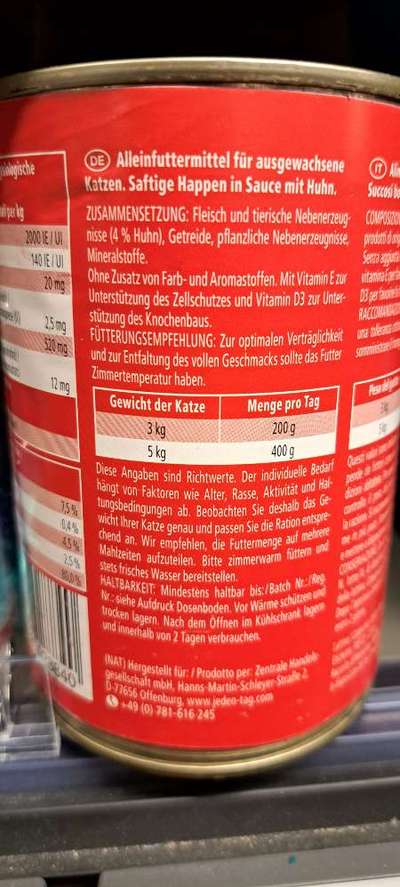 2000 IE / UI
140 IE / UI
20 mg
2,5 mg
320 mg
12 mg
7,5 %
0,4 %
4,5 %
2,5 %
80,0 %
DE Alleinfuttermittel für ausgewachsene
Katzen. Saftige Happen in Sauce mit Huhn.
ZUSAMMENSETZUNG: Fleisch und tierische Nebenerzeug-
nisse (4 % Huhn), Getreide, pflanzliche Nebenerzeugnisse,
Mineralstoffe.
Ohne Zusatz von Farb- und Aromastoffen. Mit Vitamin E zur
Unterstützung des Zellschutzes und Vitamin D3 zur Unter-
stützung des Knochenbaus.
FÜTTERUNGSEMPFEHLUNG: Zur optimalen Verträglichkeit
und zur Entfaltung des vollen Geschmacks sollte das Futter
Zimmertemperatur haben.
Gewicht der Katze Menge pro Tag
3 kg 200 g
5 kg 400 g
Diese Angaben sind Richtwerte. Der individuelle Bedarf
hängt von Faktoren wie Alter, Rasse, Aktivität und Hal-
tungsbedingungen ab. Beobachten Sie deshalb das Ge-
wicht Ihrer Katze genau und passen Sie die Ration entspre-
chend an. Wir empfehlen, die Futtermenge auf mehrere
Mahlzeiten aufzuteilen. Bitte zimmerwarm füttern und
stets frisches Wasser bereitstellen.
HALTBARKEIT: Mindestens haltbar bis:/Batch Nr.:/Reg.
Nr.: siehe Aufdruck Dosenboden. Vor Wärme schützen und
trocken lagern. Nach dem Öffnen im Kühlschrank lagern
und innerhalb von 2 Tagen verbrauchen.
(NAT) Hergestellt für: / Prodotto per: Zentrale Handels-
gesellschaft mbH, Hanns-Martin-Schleyer-Straße 2,
D-77656 Offenburg, www.jeden-tag.com
+49 (0) 781-616 245
IT